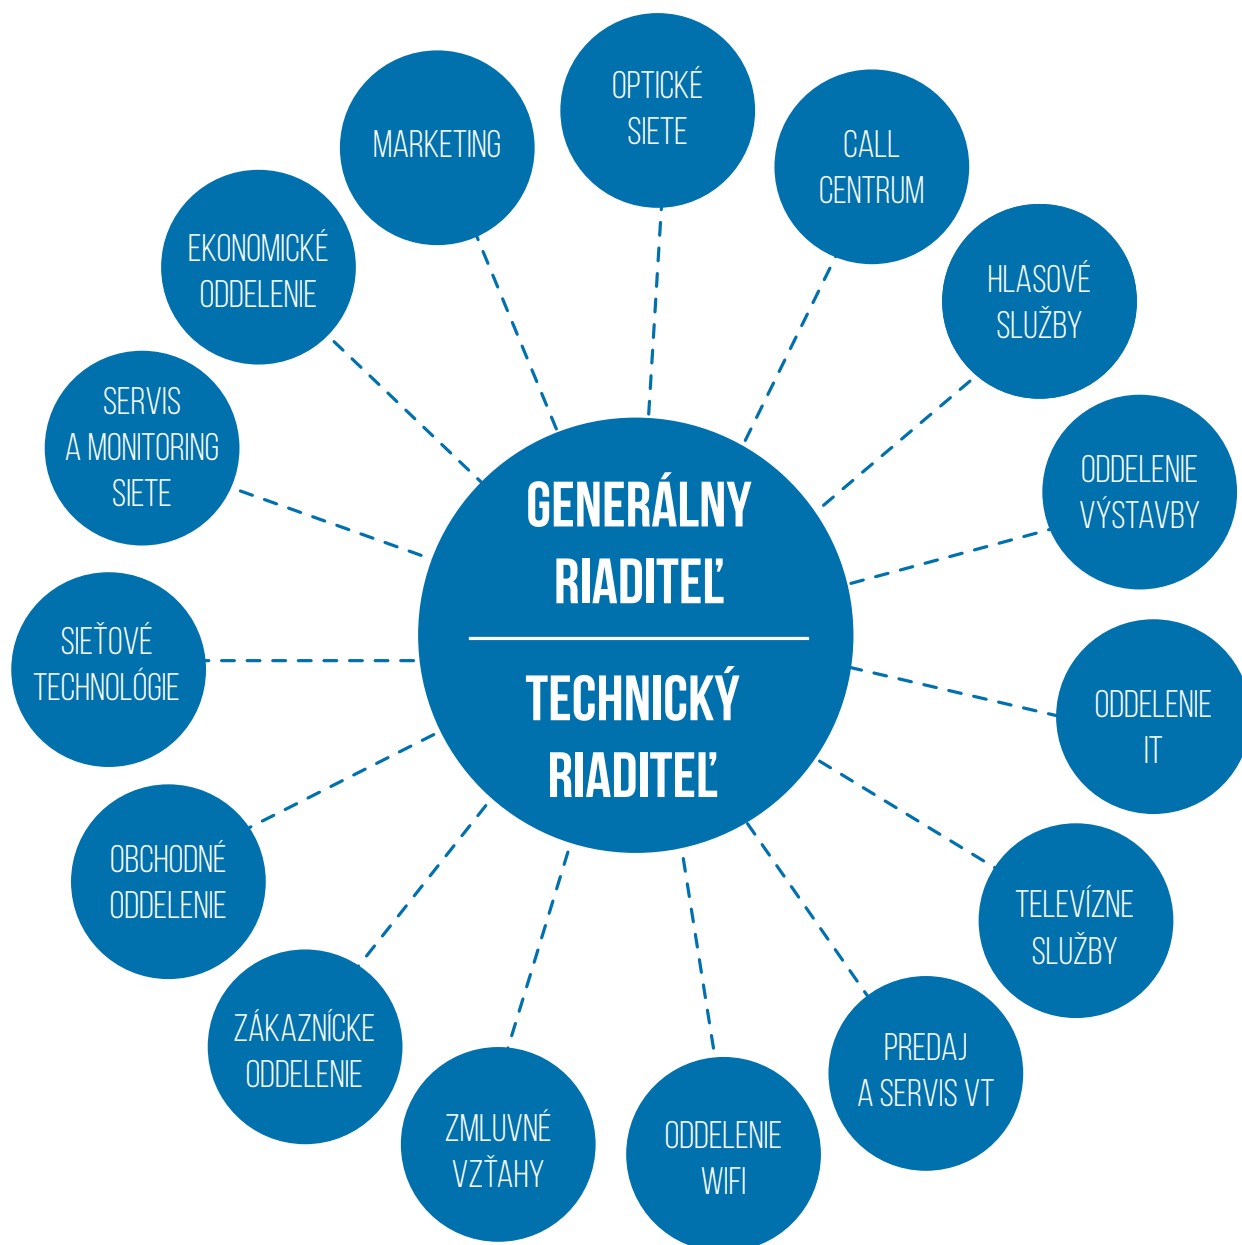 OPTICKÉ
SIETE
CALL
CENTRUM
HLASOVÉ
SLUŽBY
ODDELENIE
VÝSTAVBY
ODDELENIE
IT
TELEVÍZNE
SLUŽBY
PREDAJ
A SERVIS VT
ODDELENIE
WIFI
ZMLUVNÉ
VZŤAHY
ZÁKAZNÍCKE
ODDELENIE
OBCHODNÉ
ODDELENIE
SIEŤOVÉ
TECHNOLÓGIE
SERVIS
A MONITORING
SIETE
EKONOMICKÉ
ODDELENIE
MARKETING
GENERÁLNY
RIADITEĽ
TECHNICKÝ
RIADITEĽ